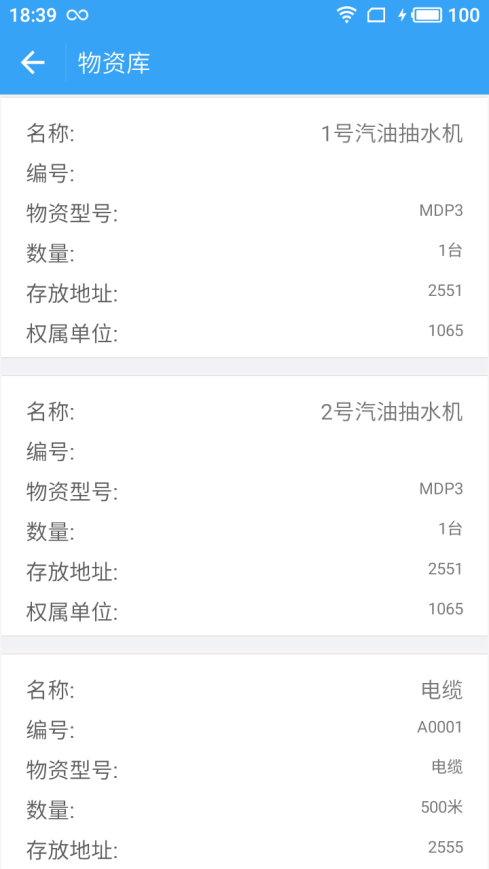 18:39 100
物资库
名称: 1号汽油抽水机
编号:
物资型号: MDP3
数量: 1台
存放地址: 2551
权属单位: 1065
名称: 2号汽油抽水机
编号:
物资型号: MDP3
数量: 1台
存放地址: 2551
权属单位: 1065
名称: 电缆
编号: A0001
物资型号: 电缆
数量: 500米
存放地址: 2555